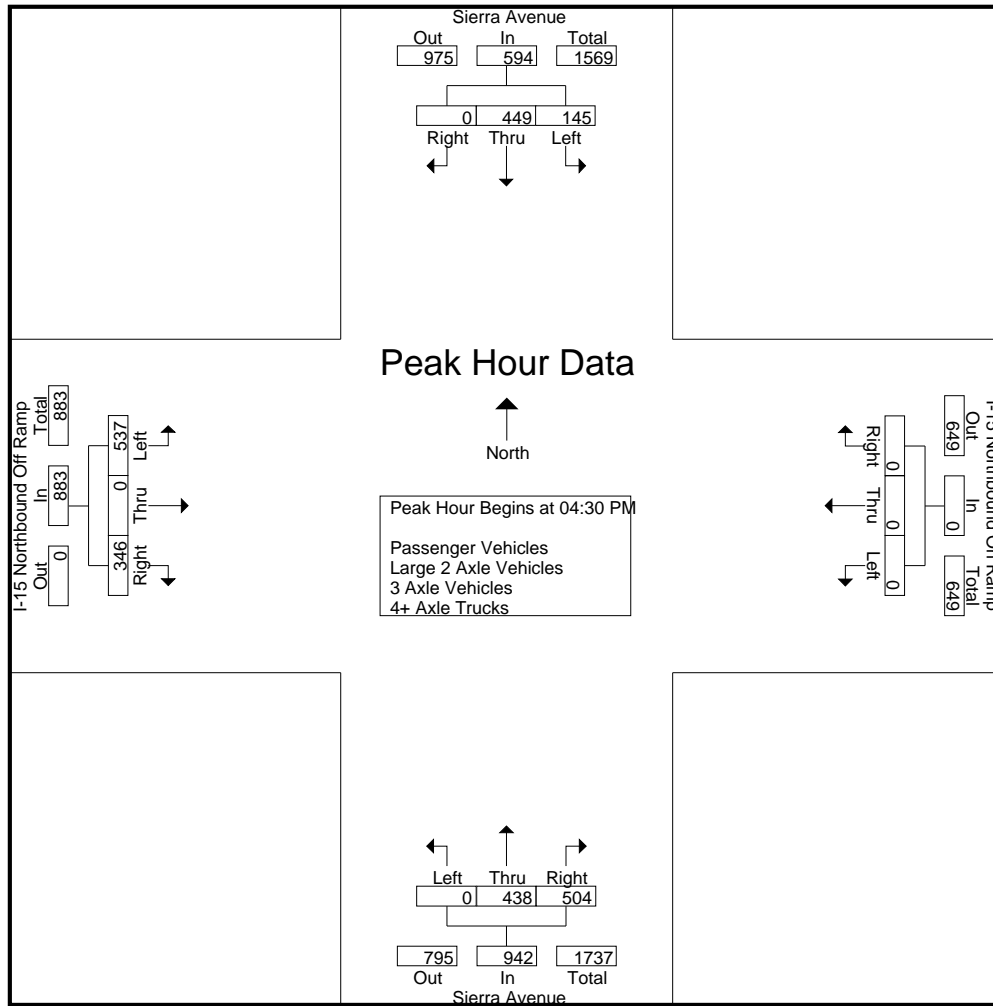 Sierra Avenue
Out In Total
975 594 1569
0 449 145
Right Thru Left
Peak Hour Data
North
Peak Hour Begins at 04:30 PM
Passenger Vehicles
Large 2 Axle Vehicles
3 Axle Vehicles
4+ Axle Trucks
I-15 Northbound Off Ramp
Out In Total
0 883 883
346 0 537
Right Thru Left
I-15 Northbound On Ramp
Out In Total
649 0 649
0 0 0
Right Thru Left
Left Thru Right
0 438 504
795 942 1737
Out In Total
Sierra Avenue